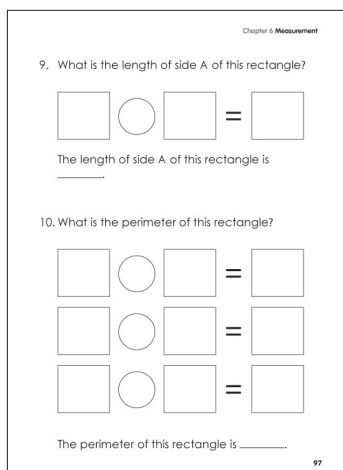 Chapter 6 Measurement
9. What is the length of side A of this rectangle?
=
The length of side A of this rectangle is
________.
10. What is the perimeter of this rectangle?
=
=
=
The perimeter of this rectangle is ________.
97